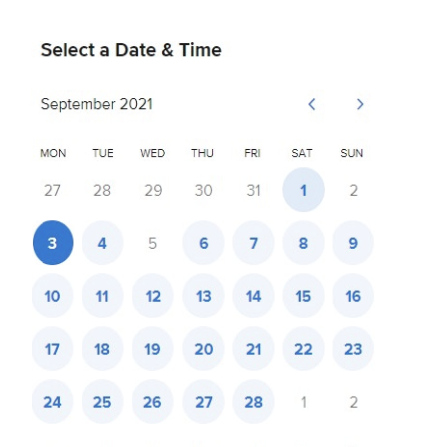 Select a Date & Time
September 2021
MON TUE WED THU FRI SAT SUN
27 28 29 30 31 1 2
3 4 5 6 7 8 9
10 11 12 13 14 15 16
17 18 19 20 21 22 23
24 25 26 27 28 1 2